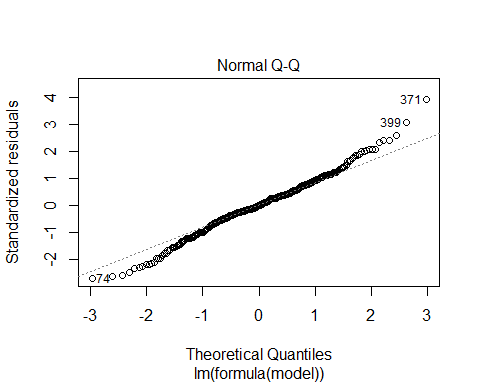 Normal Q-Q
Standardized residuals
4
3
2
1
0
-1
-2
371
399
74
-3 -2 -1 0 1 2 3
Theoretical Quantiles
lm(formula(model))